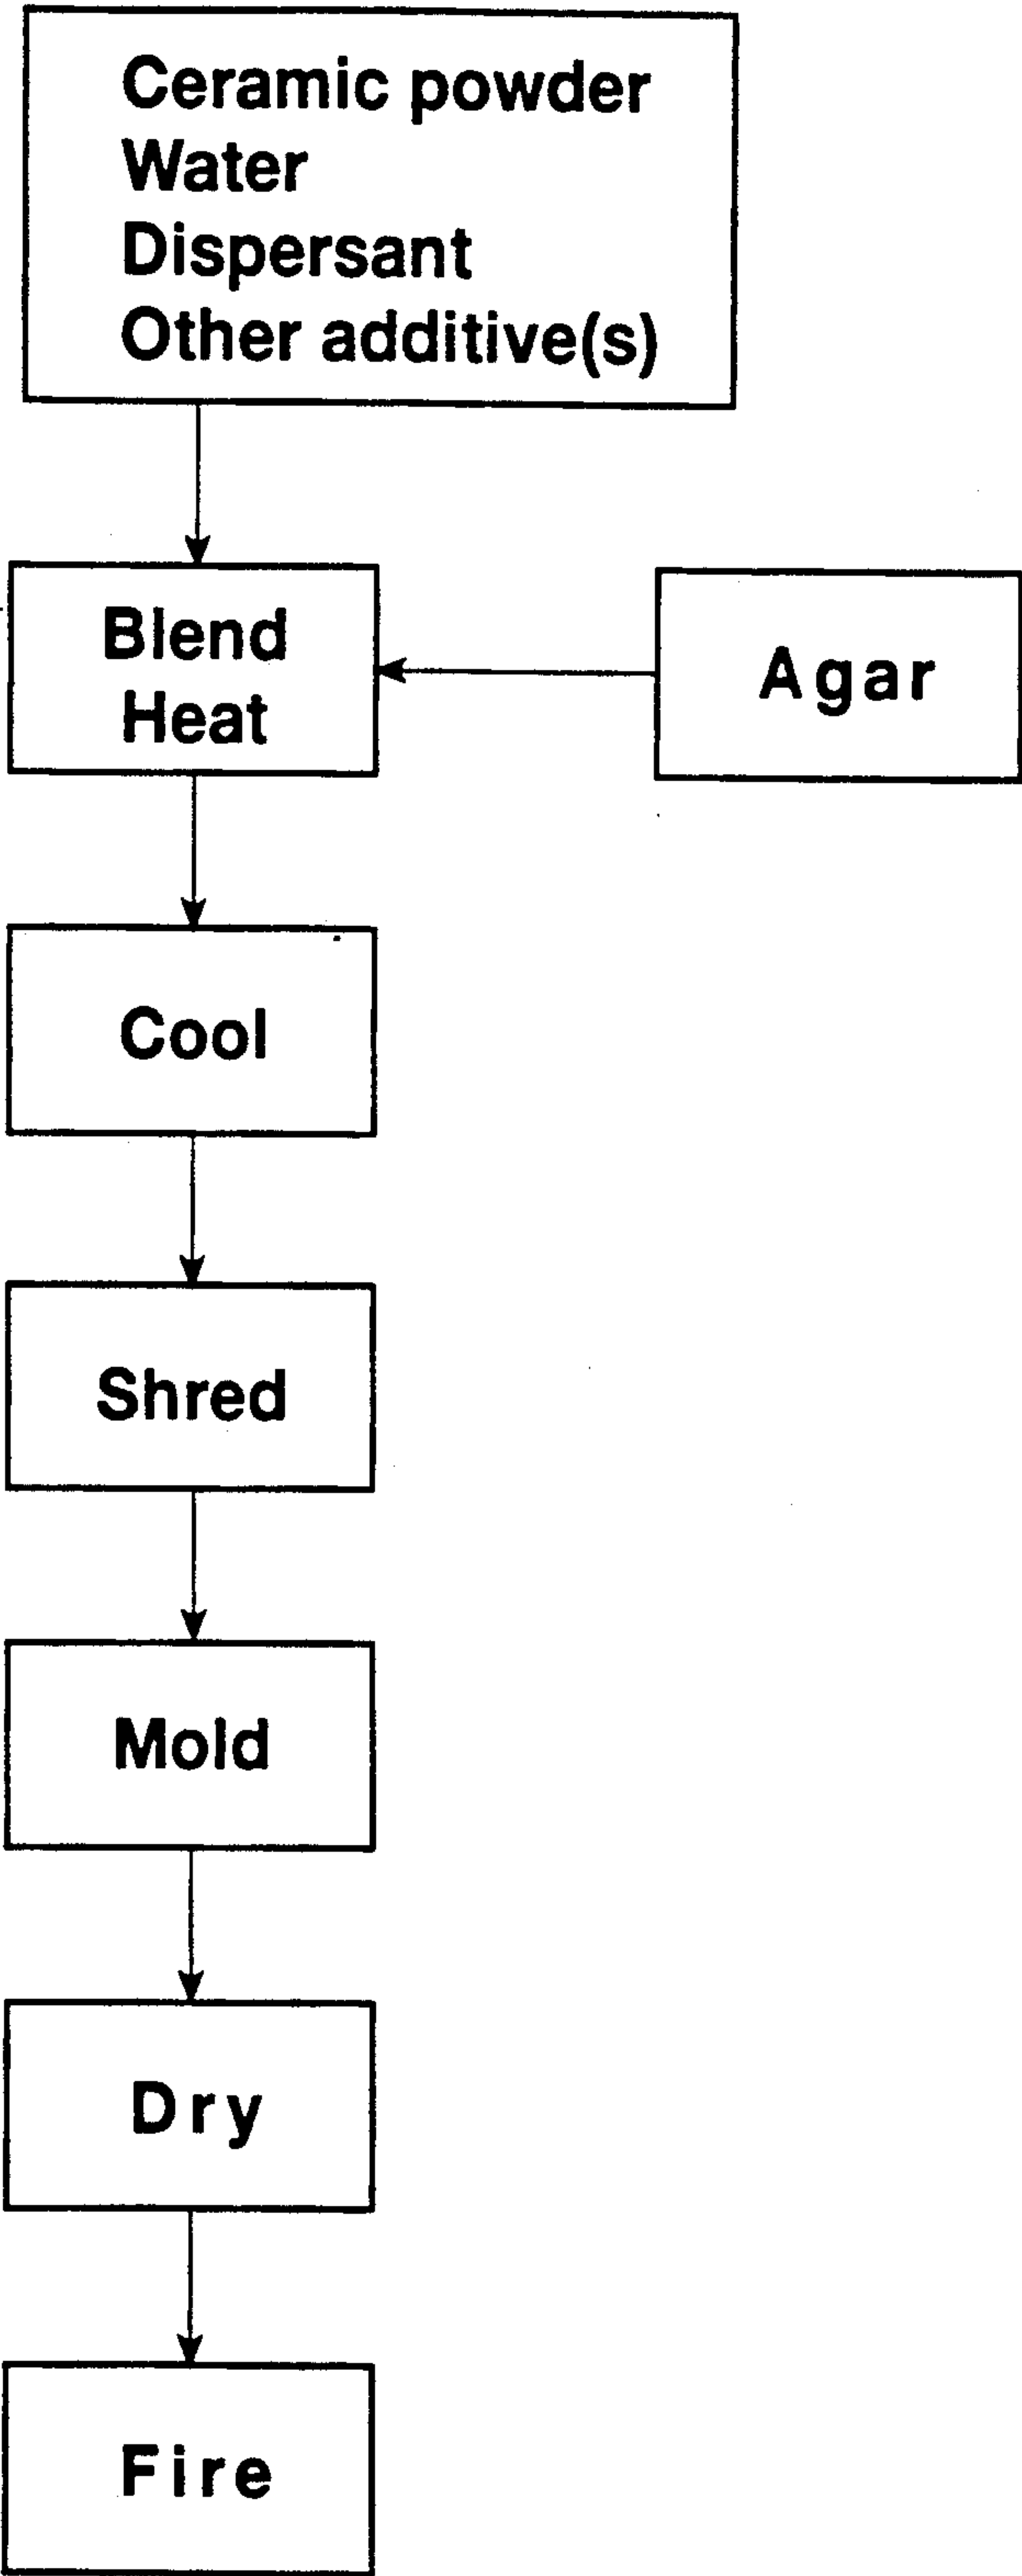 Ceramic powder
Water
Dispersant
Other additive(s)
Blend
Heat
Agar
Cool
Shred
Mold
Dry
Fire